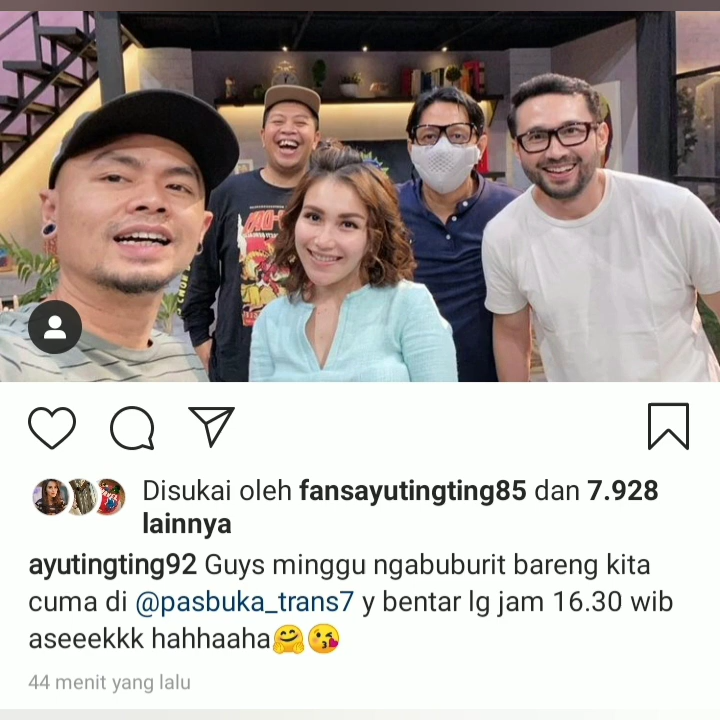 Disukai oleh fansayutingting85 dan 7.928
lainnya
ayutingting92 Guys minggu ngabuburit bareng kita
cuma di @pasbuka_trans7 y bentar lg jam 16.30 wib
aseeekkk hahhaaha🤗😘
44 menit yang lalu